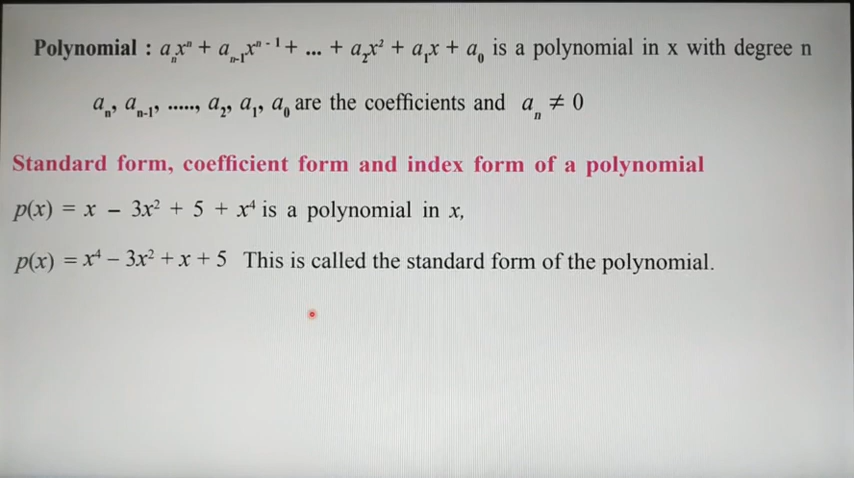 Polynomial : aₙxⁿ + aₙ₋₁xⁿ⁻¹ + ... + a₂x² + a₁x + a₀ is a polynomial in x with degree n
aₙ, aₙ₋₁, ....., a₂, a₁, a₀ are the coefficients and aₙ ≠ 0
Standard form, coefficient form and index form of a polynomial
p(x) = x − 3x² + 5 + x⁴ is a polynomial in x,
p(x) = x⁴ − 3x² + x + 5 This is called the standard form of the polynomial.